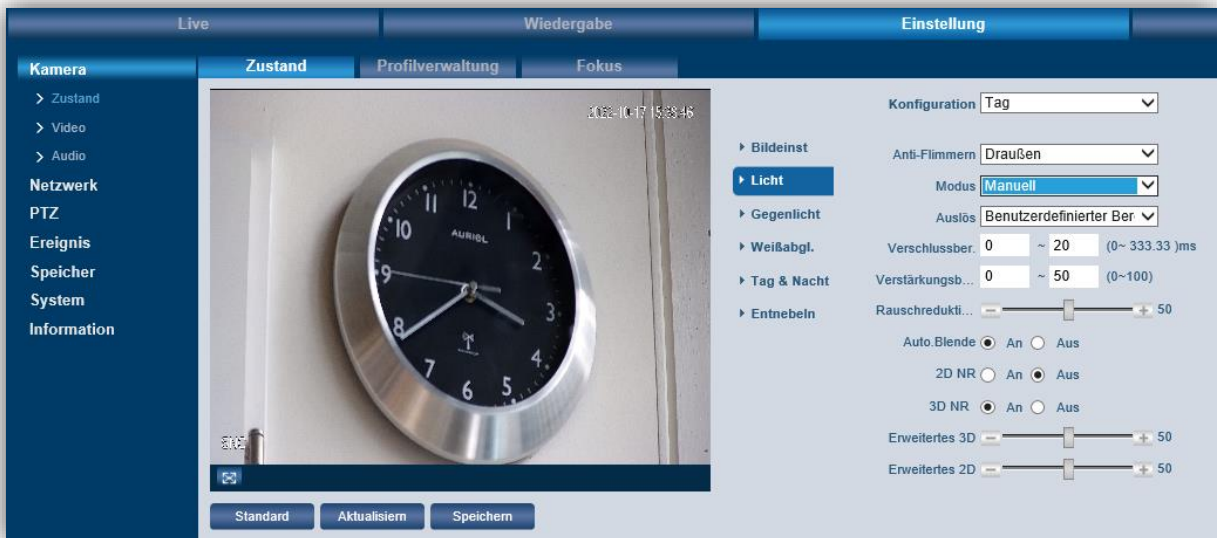 Live Wiedergabe Einstellung
Kamera Zustand Profilverwaltung Fokus
Zustand
Video
Audio
Netzwerk
PTZ
Ereignis
Speicher
System
Information
12
1
2
3
4
5
6
7
8
9
10
11
AURIOL
Bildeinst
Licht
Gegenlicht
Weißabgl.
Tag & Nacht
Entnebeln
Konfiguration Tag
Anti-Flimmern Draußen
Modus Manuell
Auslös Benutzerdefinierter Ber
Verschlussber. 0 ~ 20 (0~ 333.33 )ms
Verstärkungsb... 0 ~ 50 (0~100)
Rauschredukti... 50
Auto.Blende An Aus
2D NR An Aus
3D NR An Aus
Erweitertes 3D 50
Erweitertes 2D 50
Standard Aktualisiern Speichern